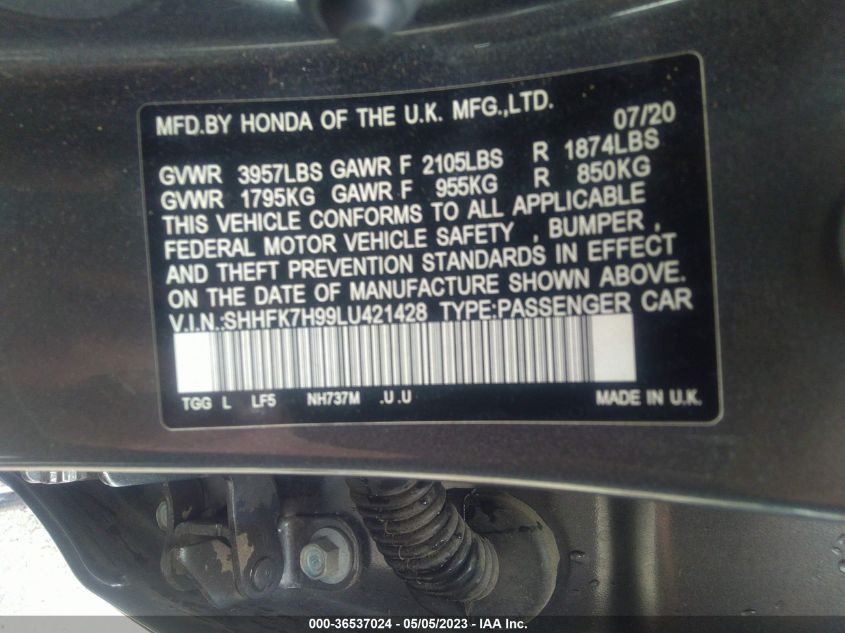 MFD.BY HONDA OF THE U.K. MFG.,LTD. 07/20
GVWR 3957LBS GAWR F 2105LBS R 1874LBS
GVWR 1795KG GAWR F 955KG R 850KG
THIS VEHICLE CONFORMS TO ALL APPLICABLE
FEDERAL MOTOR VEHICLE SAFETY , BUMPER ,
AND THEFT PREVENTION STANDARDS IN EFFECT
ON THE DATE OF MANUFACTURE SHOWN ABOVE.
V.I.N.:SHHFK7H99LU421428 TYPE:PASSENGER CAR
TGG L LF5 NH737M .U .U MADE IN U.K.
000-36537024 - 05/05/2023 - IAA Inc.